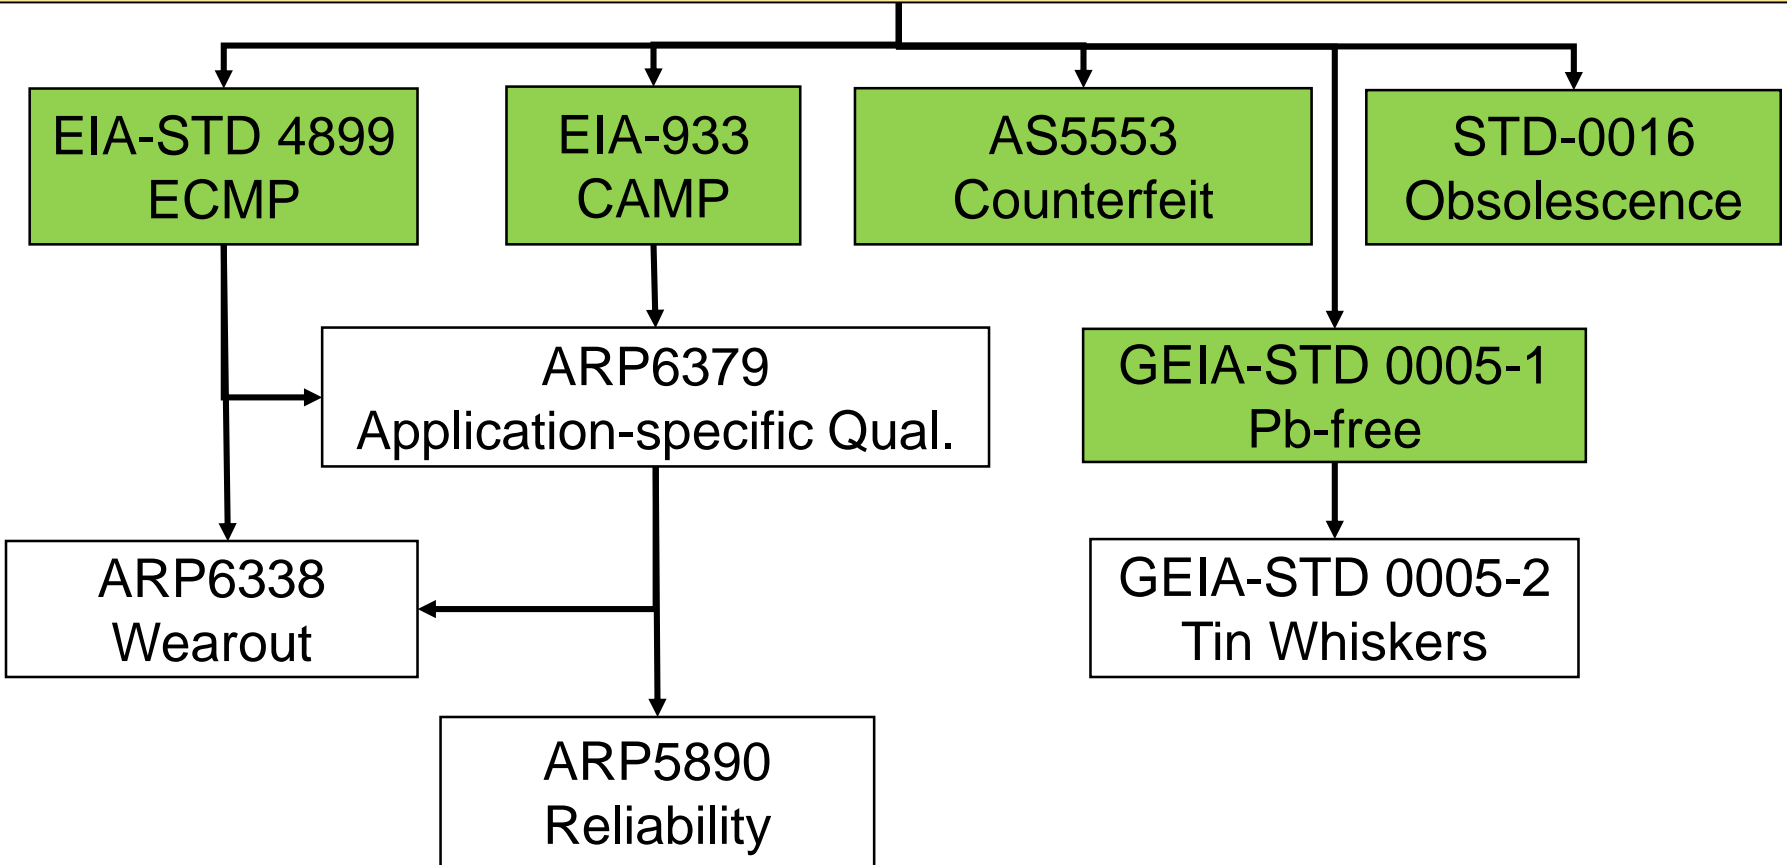 EIA-STD 4899
ECMP
EIA-933
CAMP
AS5553
Counterfeit
STD-0016
Obsolescence
ARP6379
Application-specific Qual.
GEIA-STD 0005-1
Pb-free
ARP6338
Wearout
GEIA-STD 0005-2
Tin Whiskers
ARP5890
Reliability